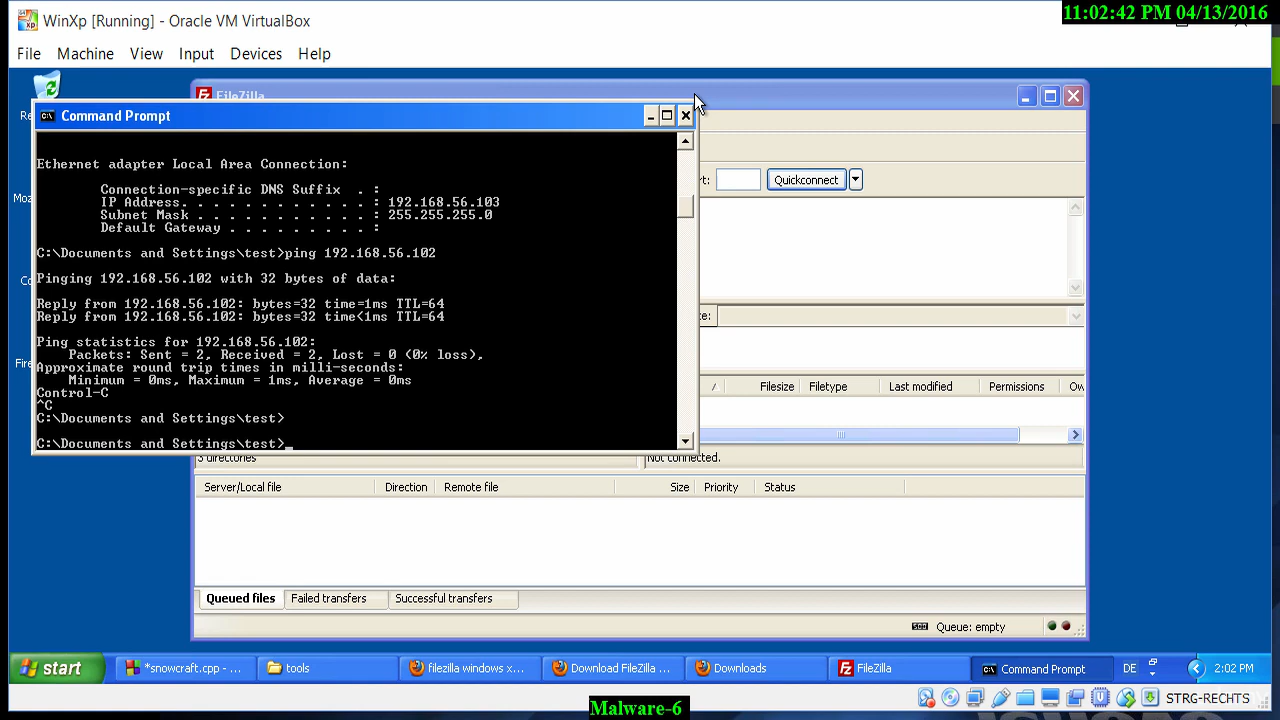 WinXp [Running] - Oracle VM VirtualBox
11:02:42 PM 04/13/2016
File Machine View Input Devices Help
FileZilla
Command Prompt
Ethernet adapter Local Area Connection:
Connection-specific DNS Suffix . :
IP Address. . . . . . . . . . . . : 192.168.56.103
Subnet Mask . . . . . . . . . . . : 255.255.255.0
Default Gateway . . . . . . . . . :
C:\Documents and Settings\test>ping 192.168.56.102
Pinging 192.168.56.102 with 32 bytes of data:
Reply from 192.168.56.102: bytes=32 time=1ms TTL=64
Reply from 192.168.56.102: bytes=32 time<1ms TTL=64
Ping statistics for 192.168.56.102:
Packets: Sent = 2, Received = 2, Lost = 0 (0% loss),
Approximate round trip times in milli-seconds:
Minimum = 0ms, Maximum = 1ms, Average = 0ms
Control-C
^C
C:\Documents and Settings\test>
C:\Documents and Settings\test>_
Quickconnect
Filesize Filetype Last modified Permissions Ow
3 directories
Not connected.
Server/Local file Direction Remote file Size Priority Status
Queued files Failed transfers Successful transfers
Queue: empty
start *snowcraft.cpp - ... tools filezilla windows x... Download FileZilla ... Downloads FileZilla Command Prompt DE 2:02 PM
STRG-RECHTS
Malware-6